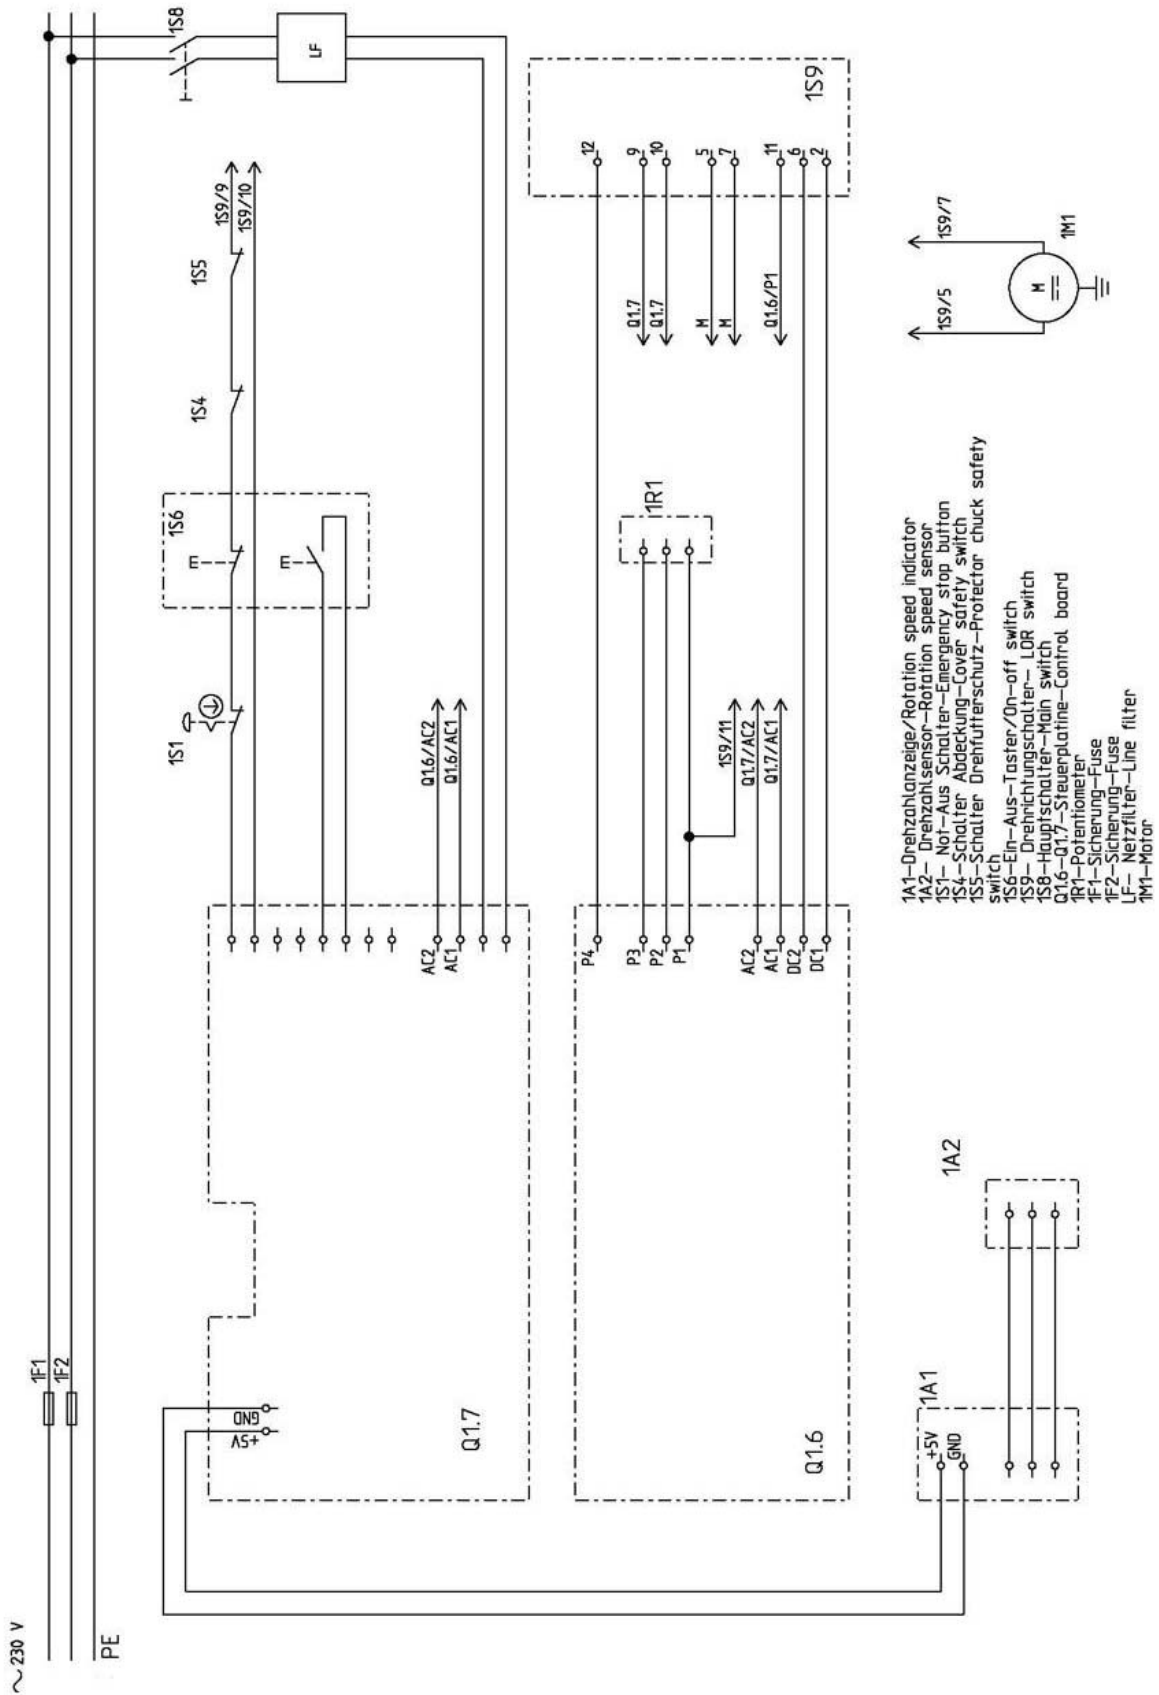 ~ 230 V
PE
1F1
1F2
1S8
LF
1S1
1S6
E
E
1S4
1S5
1S9/9
1S9/10
Q1.7
+5V
GND
AC2
AC1
Q1.6/AC2
Q1.6/AC1
Q1.6
P4
P3
P2
P1
AC2
AC1
DC2
DC1
1S9/11
Q1.7/AC2
Q1.7/AC1
1R1
Q1.7
Q1.7
M
M
Q1.6/P1
12
9
10
5
7
11
6
2
1S9
1A1
+5V
GND
1A2
1A1-Drehzahlanzeige/Rotation speed indicator
1A2- Drehzahlsensor-Rotation speed sensor
1S1- Not-Aus Schalter-Emergency stop button
1S4-Schalter Abdeckung-Cover safety switch
1S5-Schalter Drehfutterschutz-Protector chuck safety
switch
1S6-Ein-Aus-Taster/On-off switch
1S9- Drehrichtungschalter- LOR switch
1S8-Hauptschalter-Main switch
Q1.6-Q1.7-Steuerplatine-Control board
1R1-Potentiometer
1F1-Sicherung-Fuse
1F2-Sicherung-Fuse
LF- Netzfilter-Line filter
1M1-Motor
1S9/5
1S9/7
M
1M1